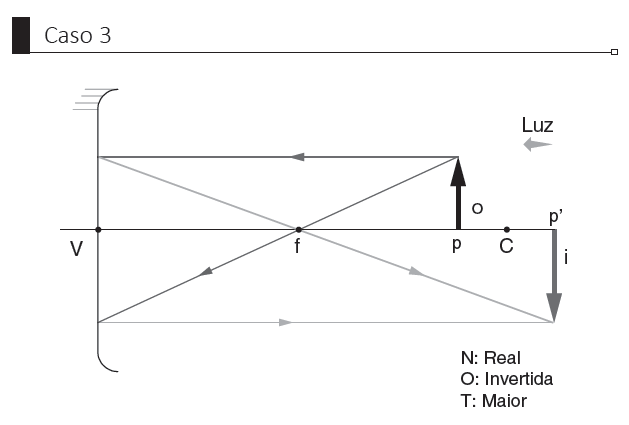 Caso 3
Luz
o
p'
V
f
p
C
i
N: Real
O: Invertida
T: Maior